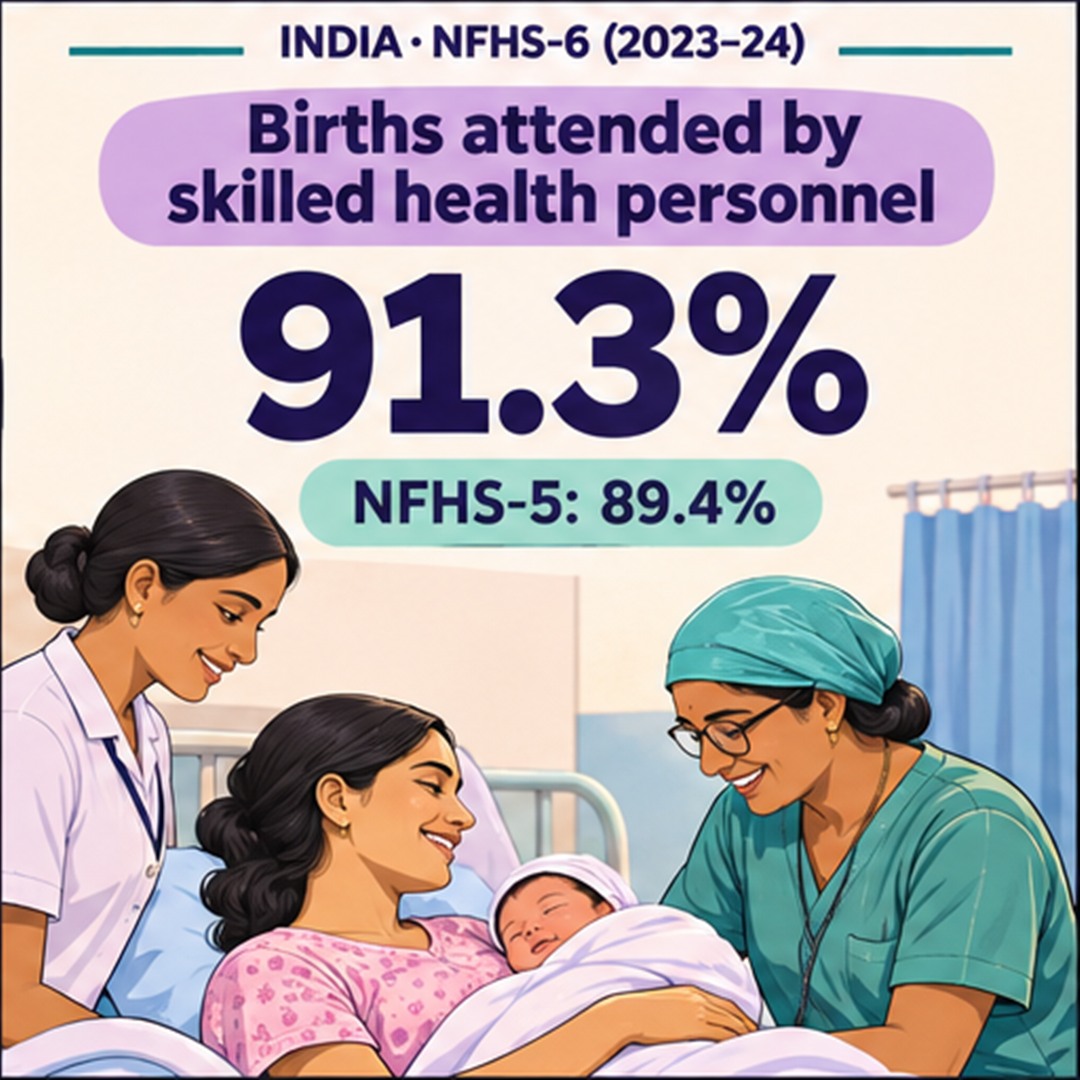 INDIA · NFHS-6 (2023–24)
Births attended by
skilled health personnel
91.3%
NFHS-5: 89.4%